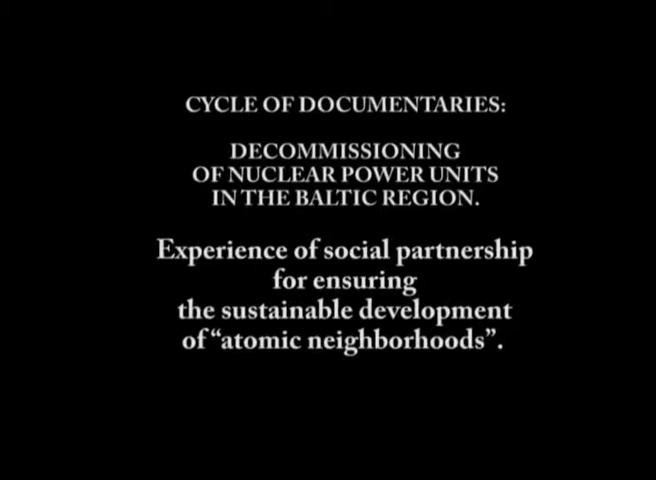 CYCLE OF DOCUMENTARIES:
DECOMMISSIONING
OF NUCLEAR POWER UNITS
IN THE BALTIC REGION.
Experience of social partnership
for ensuring
the sustainable development
of “atomic neighborhoods”.